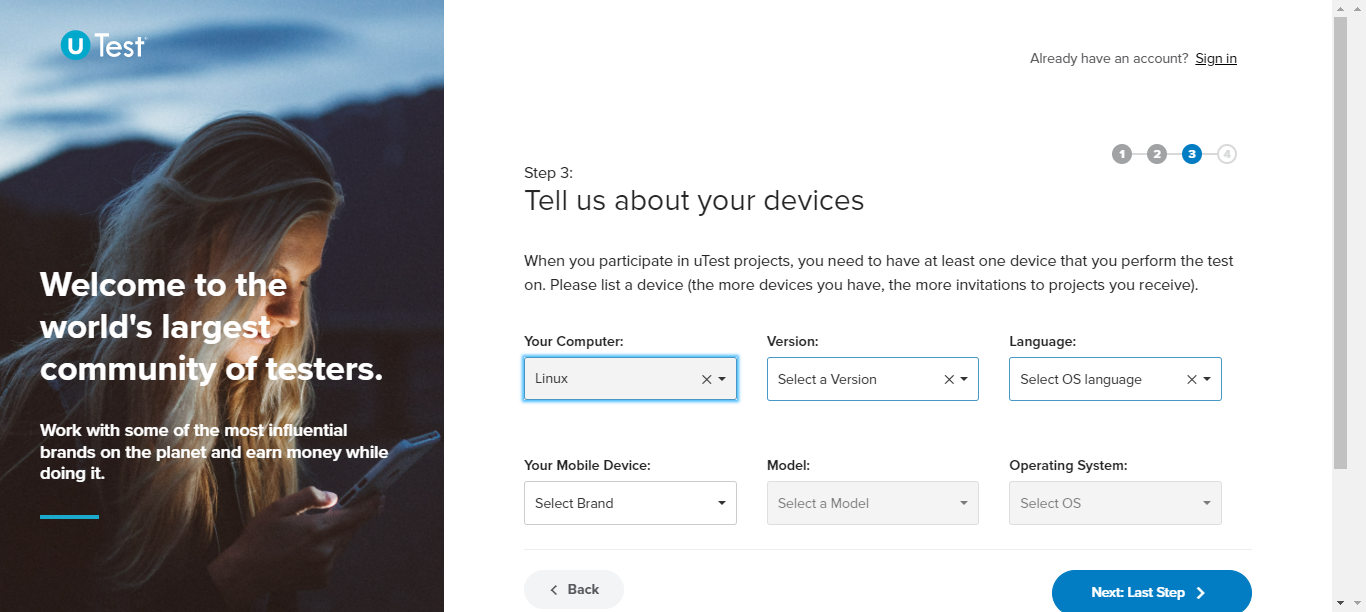 uTest
Already have an account? Sign in
1 2 3 4
Step 3:
Tell us about your devices
Welcome to the
world's largest
community of testers.
Work with some of the most influential
brands on the planet and earn money while
doing it.
When you participate in uTest projects, you need to have at least one device that you perform the test
on. Please list a device (the more devices you have, the more invitations to projects you receive).
Your Computer: Version: Language:
Linux Select a Version Select OS language
Your Mobile Device: Model: Operating System:
Select Brand Select a Model Select OS
Back Next: Last Step